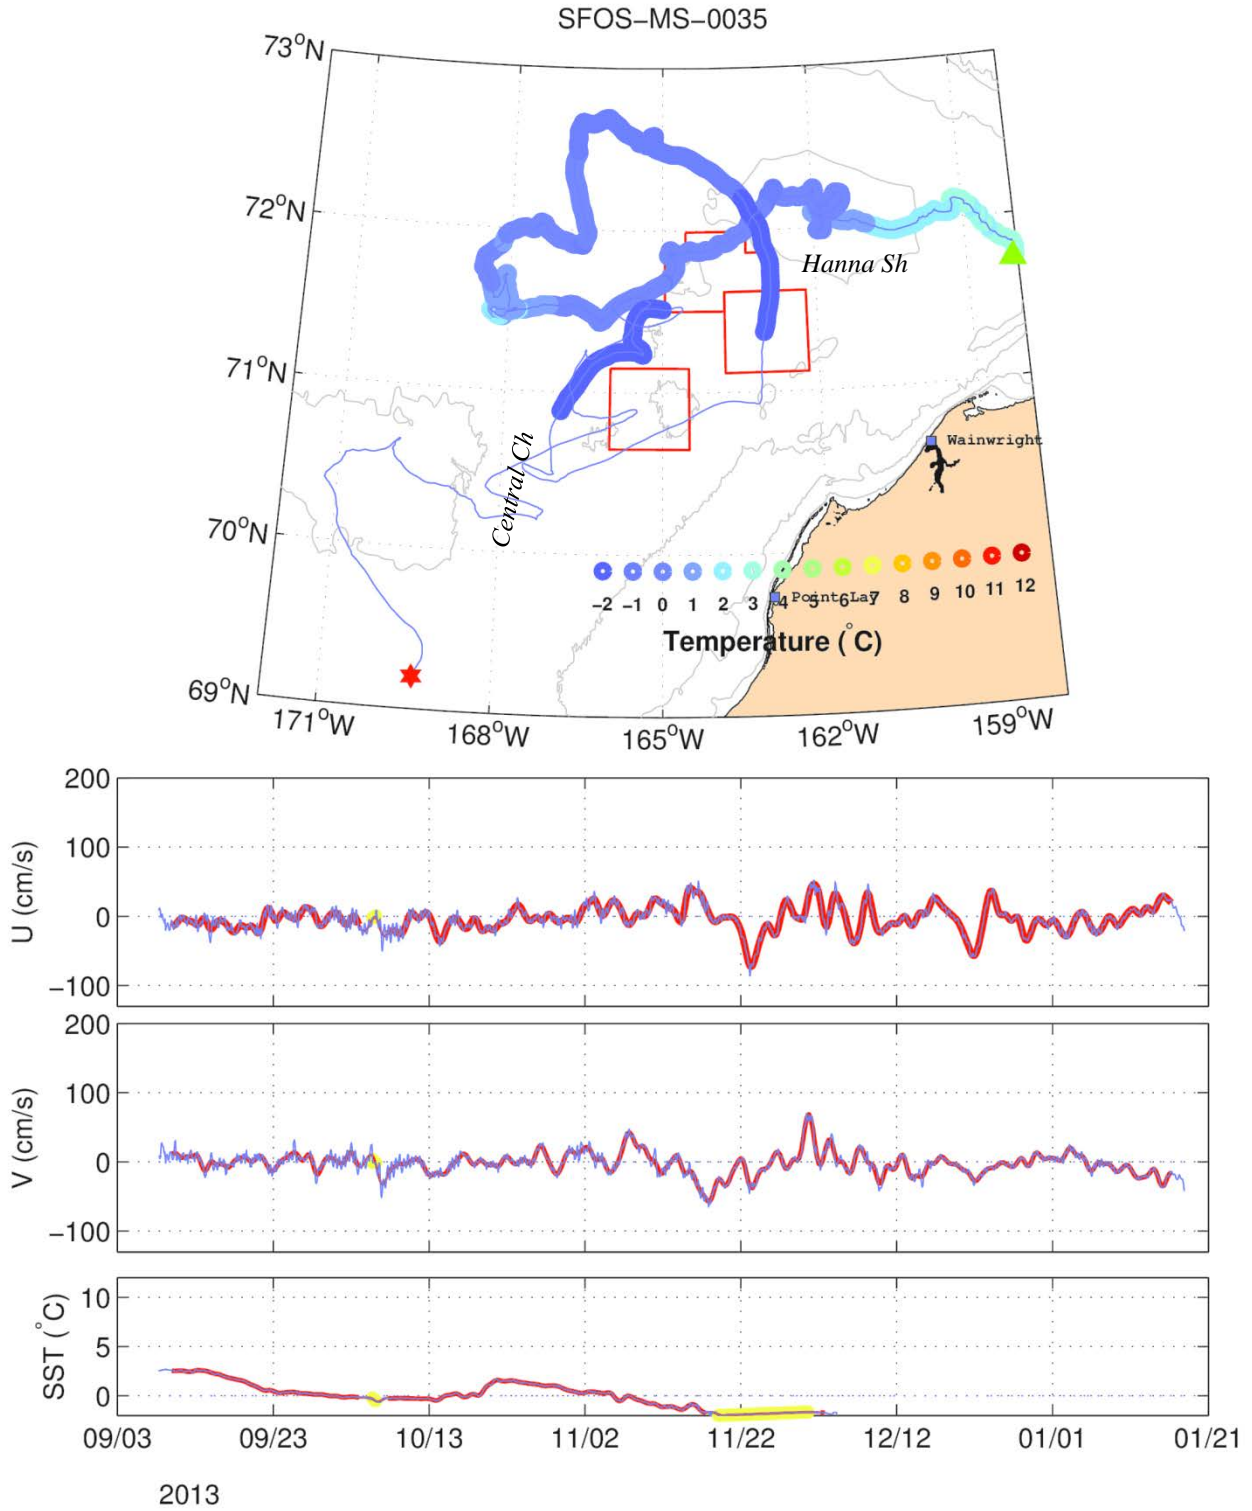 SFOS−MS−0035
73°N
72°N
71°N
70°N
69°N
Hanna Sh
Central Ch
Wainwright
Point Lay
−2 −1 0 1 2 3 4 5 6 7 8 9 10 11 12
Temperature (°C)
171°W 168°W 165°W 162°W 159°W
200
100
0
−100
U (cm/s)
200
100
0
−100
V (cm/s)
10
5
0
SST (°C)
09/03 09/23 10/13 11/02 11/22 12/12 01/01 01/21
2013